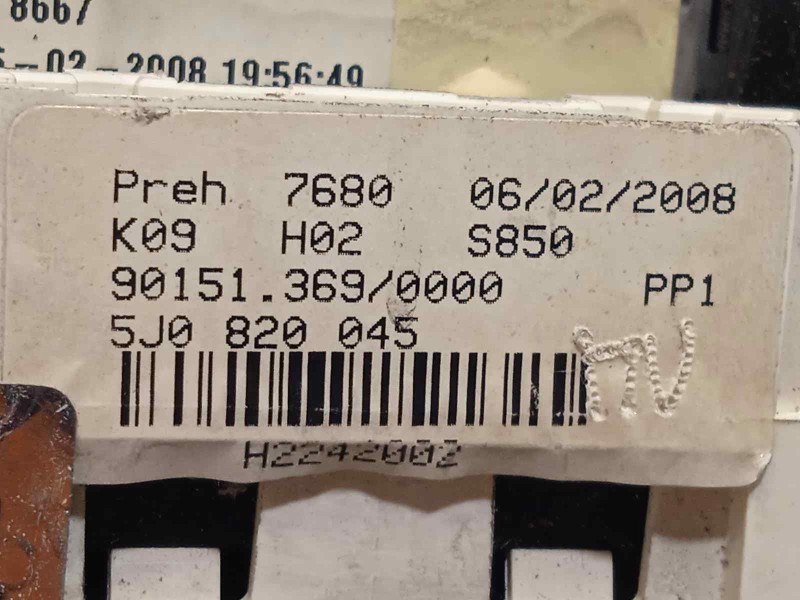 8667
-02-2008 19:56:49
Preh 7680 06/02/2008
K09 H02 S850
90151.369/0000 PP1
5J0 820 045
H2242002